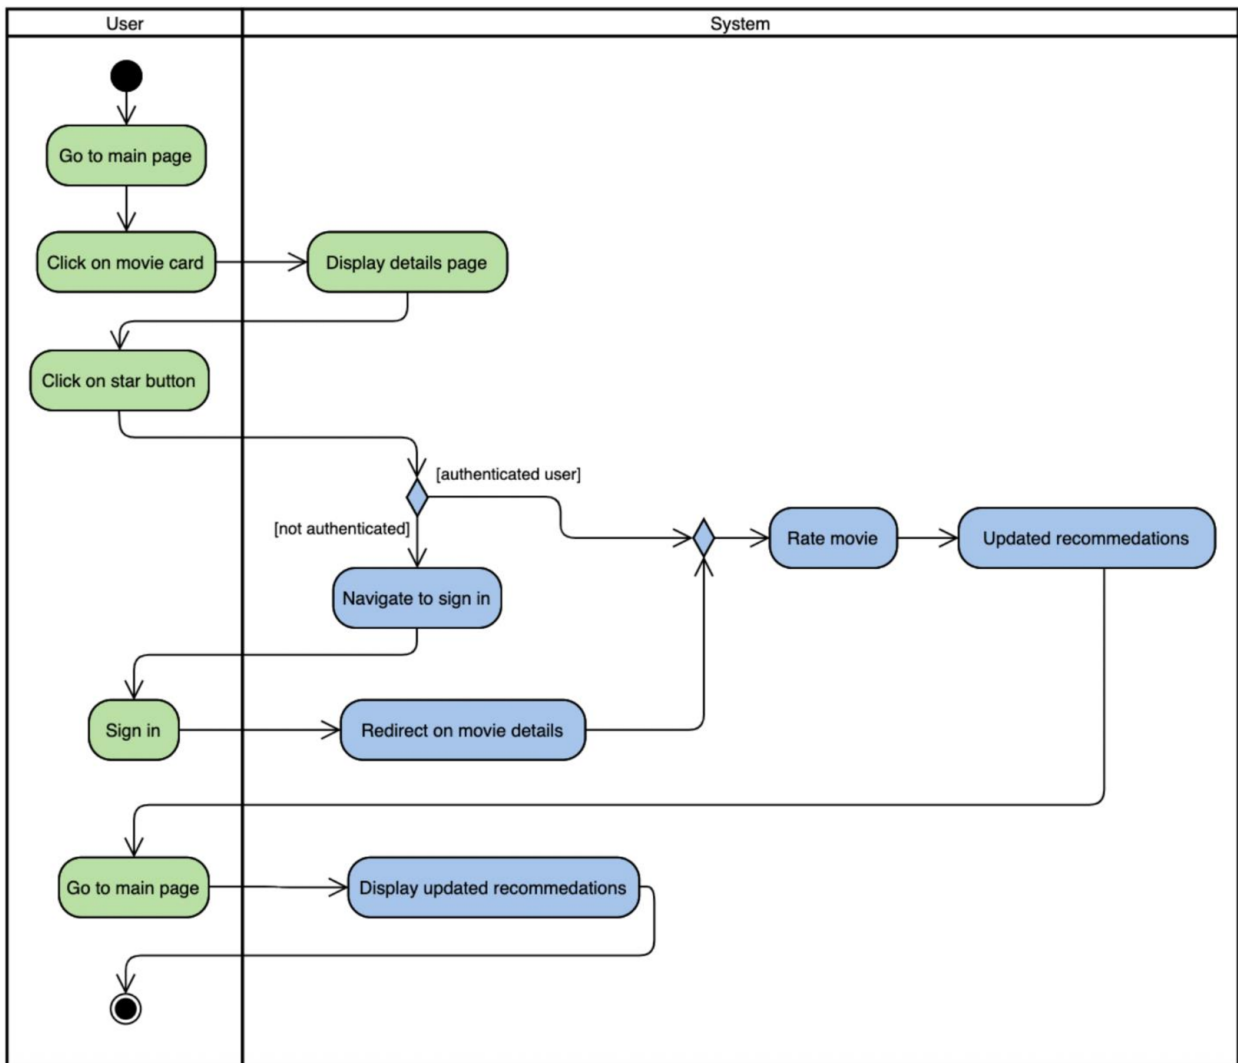 User
System
Go to main page
Click on movie card
Display details page
Click on star button
[authenticated user]
[not authenticated]
Rate movie
Updated recommedations
Navigate to sign in
Sign in
Redirect on movie details
Go to main page
Display updated recommedations